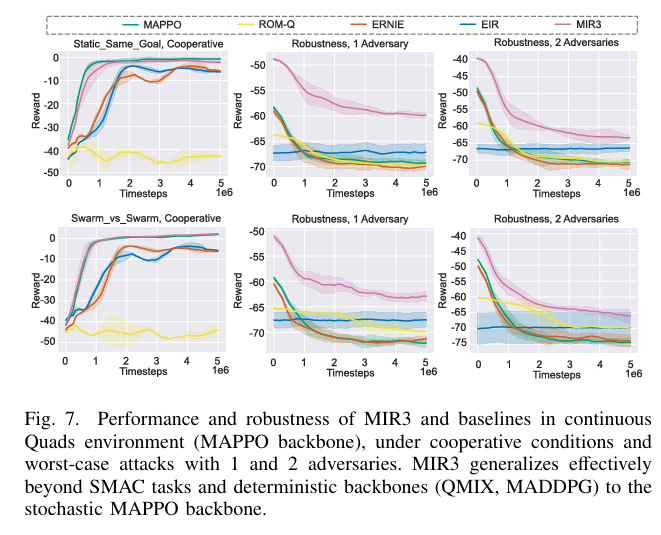 MAPPO ROM-Q ERNIE EIR MIR3
Static_Same_Goal, Cooperative
Reward
0
-10
-20
-30
-40
-50
0 1 2 3 4 5
Timesteps 1e6
Robustness, 1 Adversary
Reward
-50
-55
-60
-65
-70
0 1 2 3 4 5
Timesteps 1e6
Robustness, 2 Adversaries
Reward
-40
-45
-50
-55
-60
-65
-70
0 1 2 3 4 5
Timesteps 1e6
Swarm_vs_Swarm, Cooperative
Reward
0
-10
-20
-30
-40
-50
0 1 2 3 4 5
Timesteps 1e6
Robustness, 1 Adversary
Reward
-50
-55
-60
-65
-70
0 1 2 3 4 5
Timesteps 1e6
Robustness, 2 Adversaries
Reward
-40
-45
-50
-55
-60
-65
-70
-75
0 1 2 3 4 5
Timesteps 1e6
Fig. 7. Performance and robustness of MIR3 and baselines in continuous
Quads environment (MAPPO backbone), under cooperative conditions and
worst-case attacks with 1 and 2 adversaries. MIR3 generalizes effectively
beyond SMAC tasks and deterministic backbones (QMIX, MADDPG) to the
stochastic MAPPO backbone.